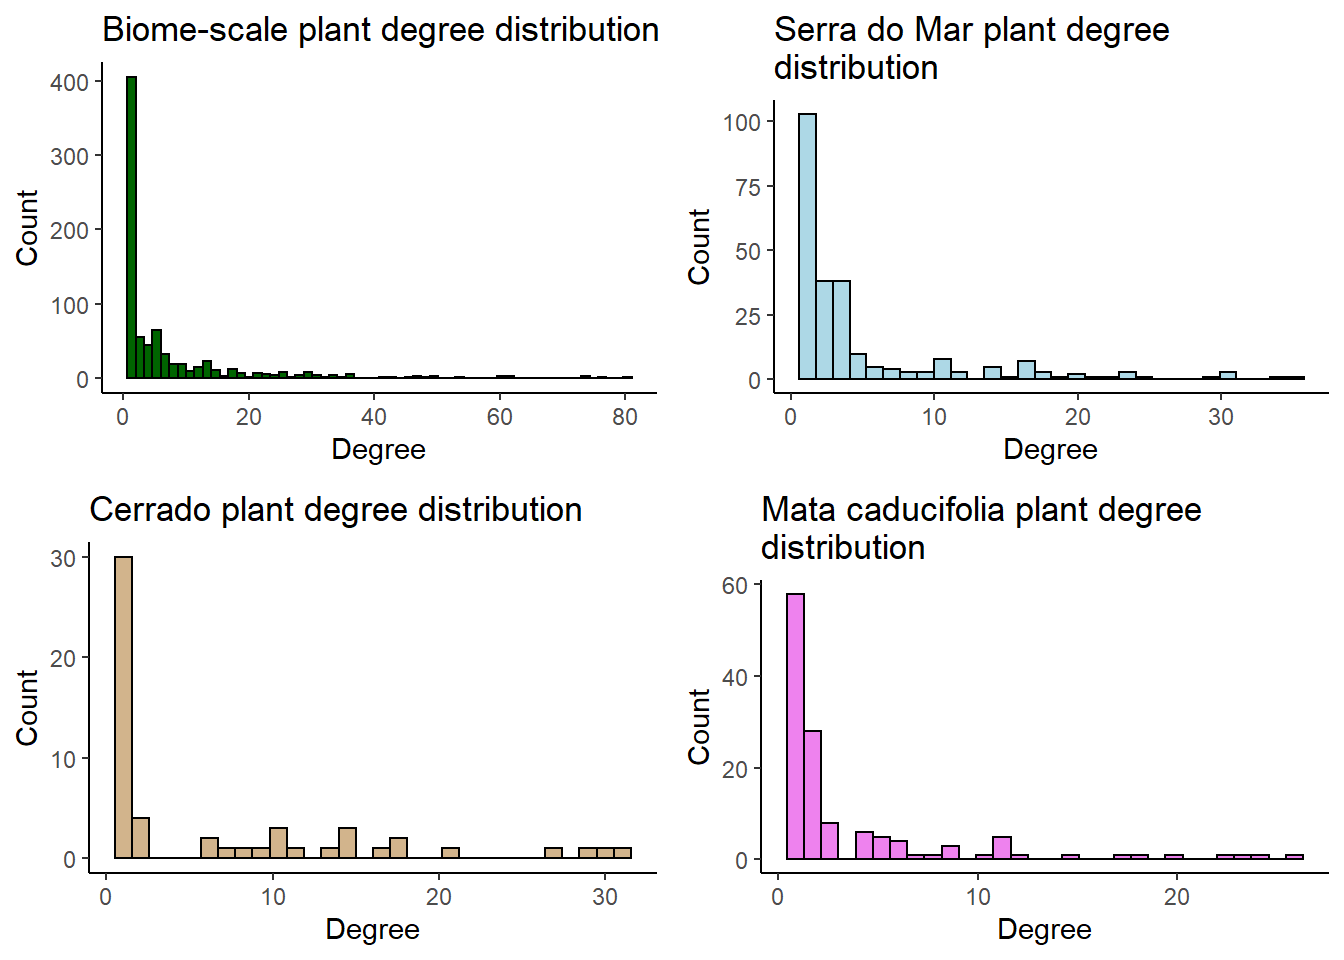 Biome-scale plant degree distribution
Count
400
300
200
100
0
0 20 40 60 80
Degree
Serra do Mar plant degree
distribution
Count
100
75
50
25
0
0 10 20 30
Degree
Cerrado plant degree distribution
Count
30
20
10
0
0 10 20 30
Degree
Mata caducifolia plant degree
distribution
Count
60
40
20
0
0 10 20
Degree